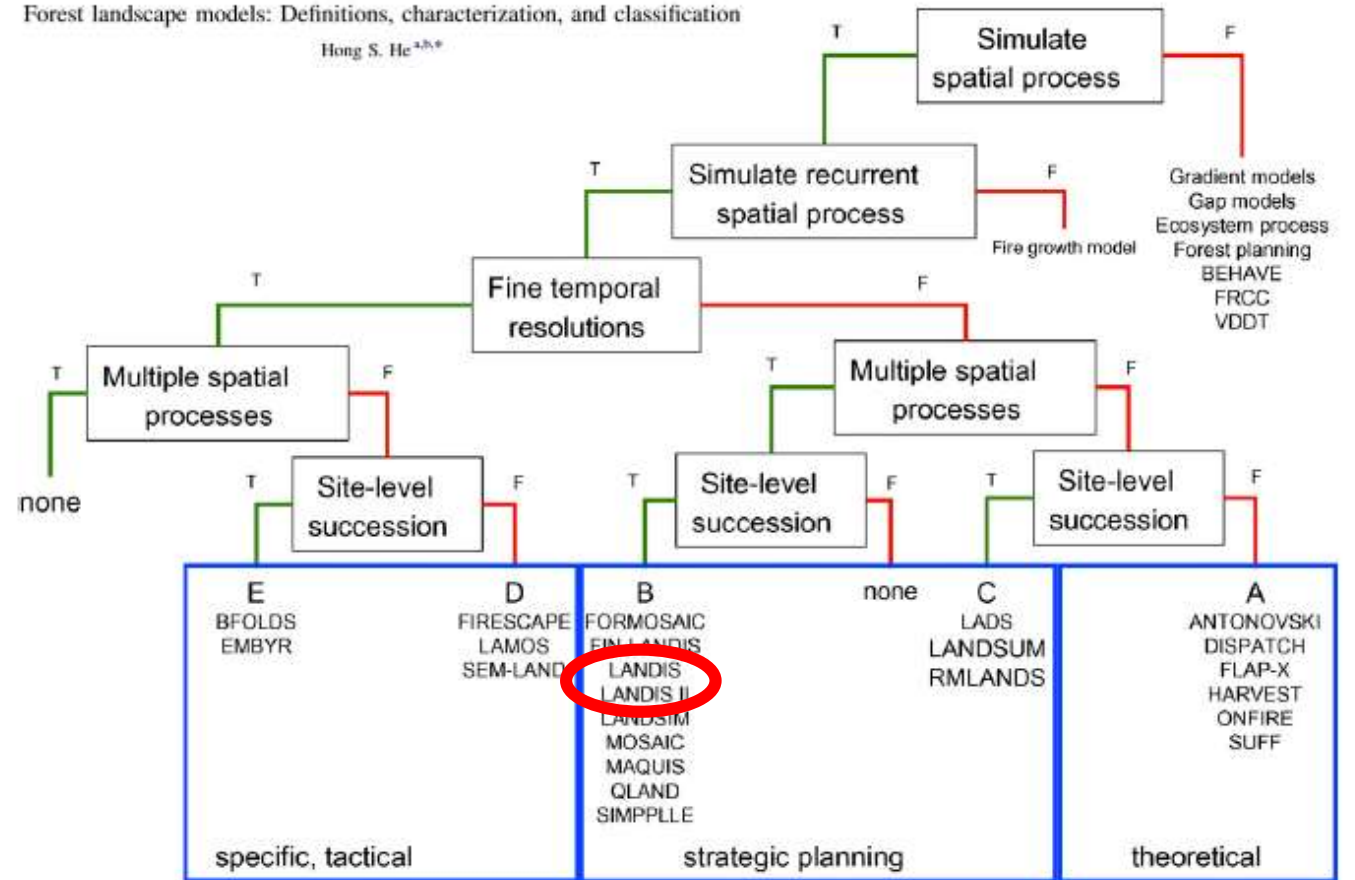 Forest landscape models: Definitions, characterization, and classification
Hong S. He a,b,*
T
Simulate
spatial process
F
T
Simulate recurrent
spatial process
F
Gradient models
Gap models
Ecosystem process
Forest planning
BEHAVE
FRCC
VDDT
Fire growth model
T
Fine temporal
resolutions
F
T
Multiple spatial
processes
F
T
Multiple spatial
processes
F
none
T
Site-level
succession
F
T
Site-level
succession
F
T
Site-level
succession
F
E
BFOLDS
EMBYR
D
FIRESCAPE
LAMOS
SEM-LAND
B
FORMOSAIC
FIN-LANDIS
LANDIS
LANDIS II
LANDSIM
MOSAIC
MAQUIS
QLAND
SIMPPLLE
none
C
LADS
LANDSUM
RMLANDS
A
ANTONOVSKI
DISPATCH
FLAP-X
HARVEST
ONFIRE
SUFF
specific, tactical
strategic planning
theoretical